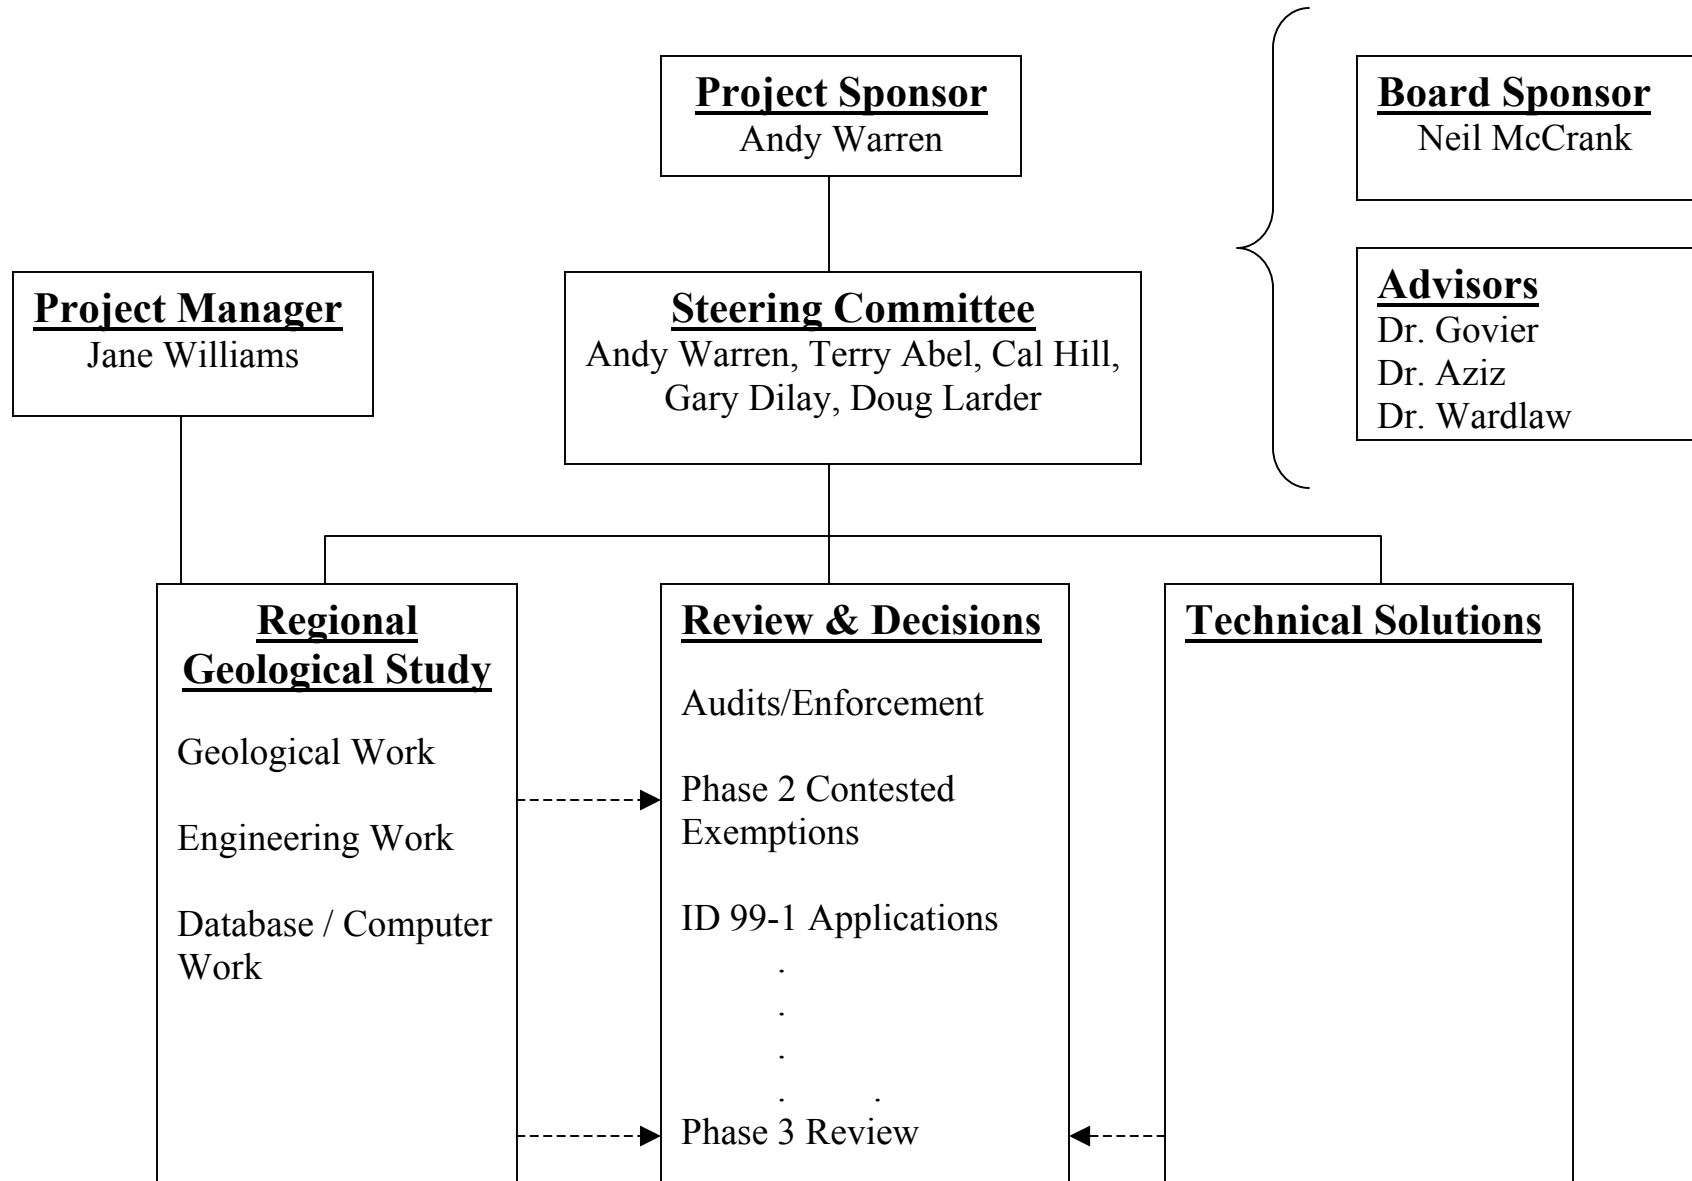 Project Sponsor
Andy Warren
Board Sponsor
Neil McCrank
Advisors
Dr. Govier
Dr. Aziz
Dr. Wardlaw
Project Manager
Jane Williams
Steering Committee
Andy Warren, Terry Abel, Cal Hill,
Gary Dilay, Doug Larder
Regional
Geological Study
Geological Work
Engineering Work
Database / Computer
Work
Review & Decisions
Audits/Enforcement
Phase 2 Contested
Exemptions
ID 99-1 Applications
.
.
.
. .
Phase 3 Review
Technical Solutions